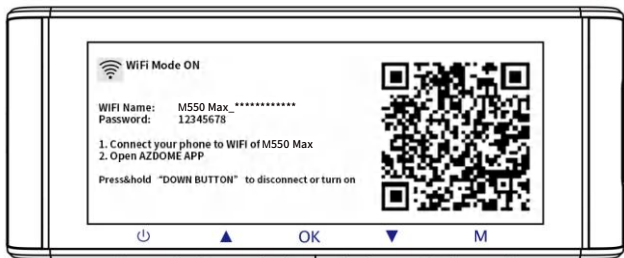 WiFi Mode ON
WIFI Name: M550 Max_************
Password: 12345678
1. Connect your phone to WIFI of M550 Max
2. Open AZDOME APP
Press&hold “DOWN BUTTON” to disconnect or turn on
OK M